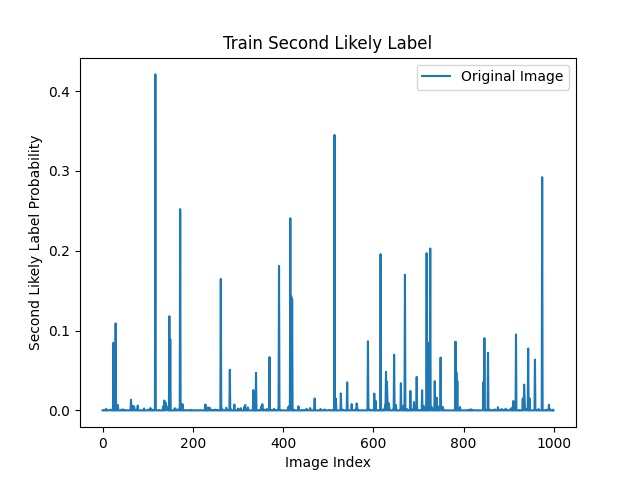 Train Second Likely Label
Original Image
Second Likely Label Probability
0.4
0.3
0.2
0.1
0.0
0
200
400
600
800
1000
Image Index